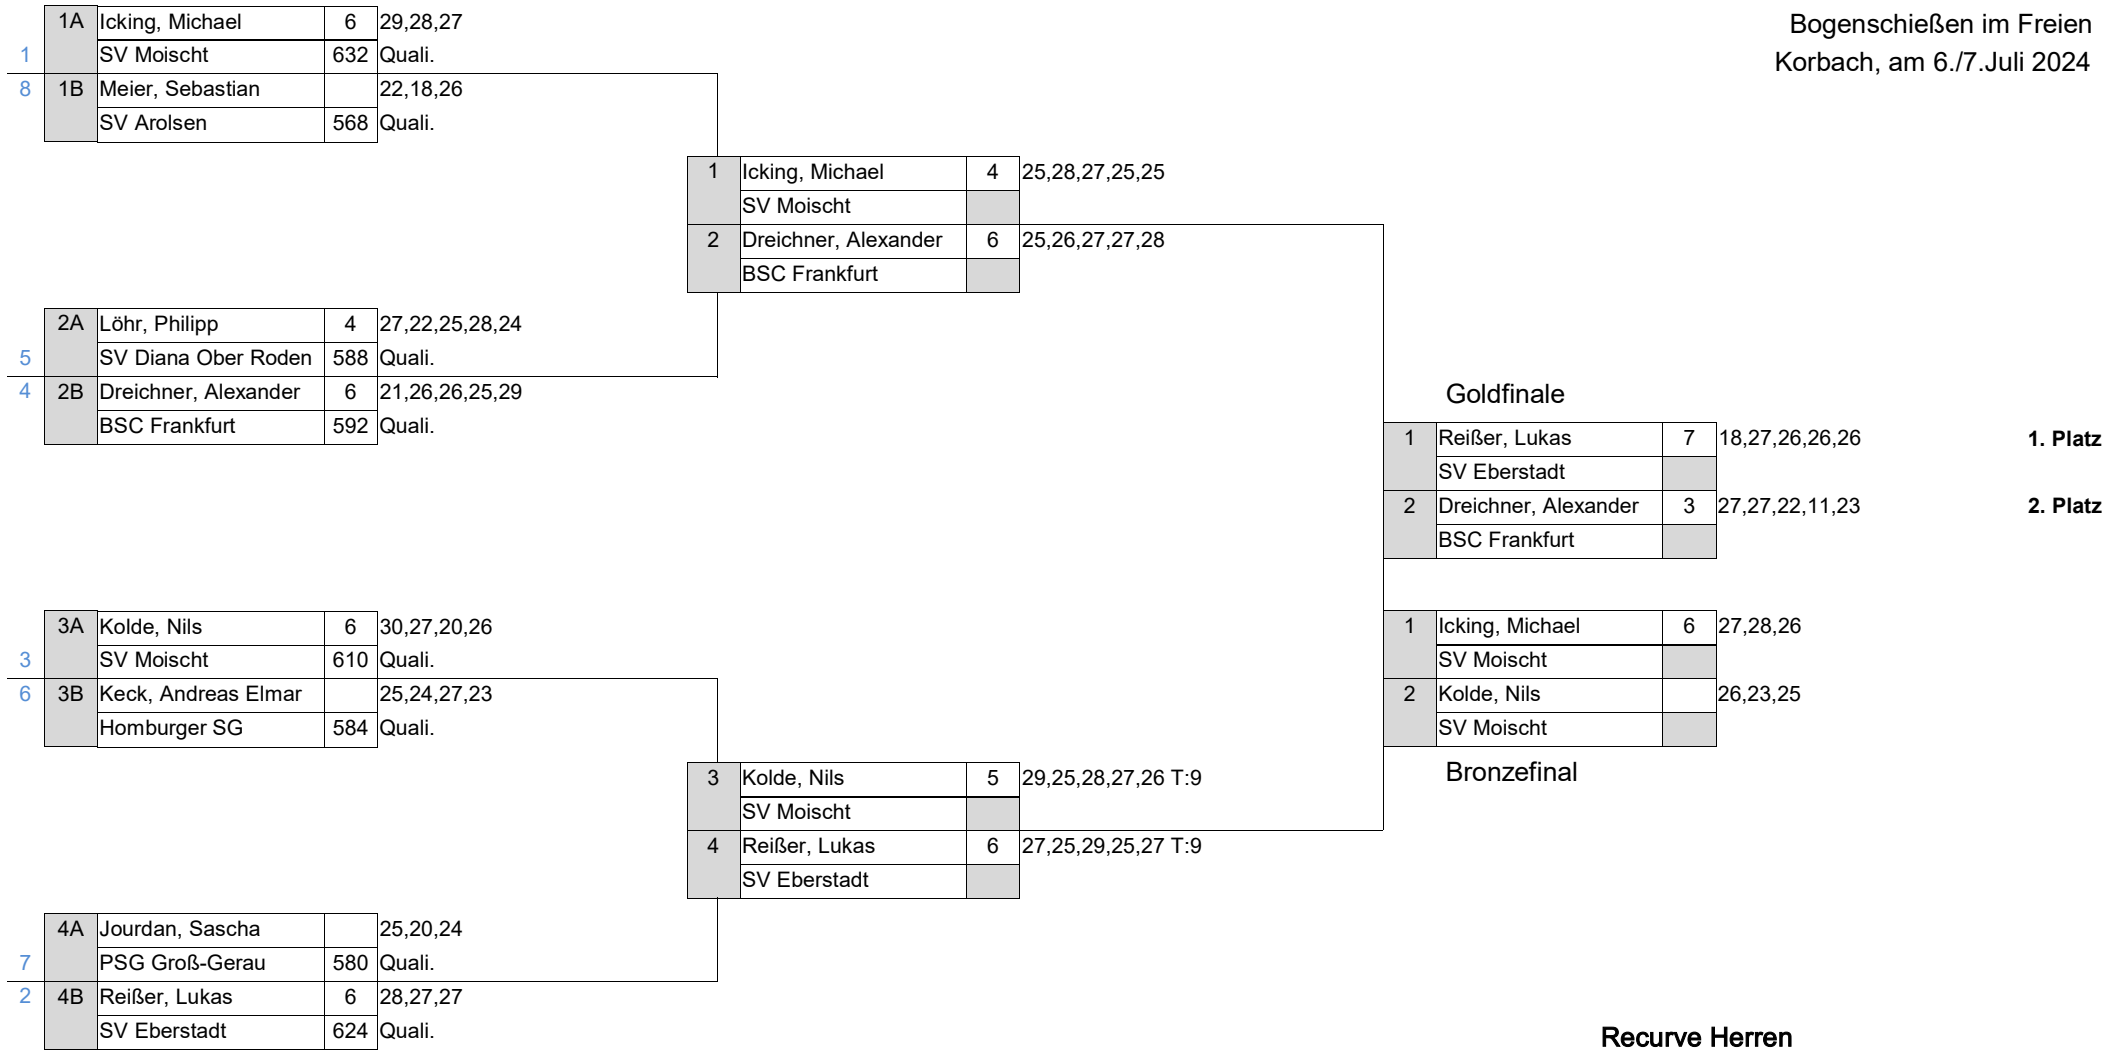 Bogenschießen im Freien
Korbach, am 6./7.Juli 2024
1A Icking, Michael 6 29,28,27
1 SV Moischt 632 Quali.
8 1B Meier, Sebastian 22,18,26
SV Arolsen 568 Quali.
1 Icking, Michael 4 25,28,27,25,25
SV Moischt
2 Dreichner, Alexander 6 25,26,27,27,28
BSC Frankfurt
2A Löhr, Philipp 4 27,22,25,28,24
5 SV Diana Ober Roden 588 Quali.
4 2B Dreichner, Alexander 6 21,26,26,25,29
BSC Frankfurt 592 Quali.
Goldfinale
1 Reißer, Lukas 7 18,27,26,26,26 1. Platz
SV Eberstadt
2 Dreichner, Alexander 3 27,27,22,11,23 2. Platz
BSC Frankfurt
3A Kolde, Nils 6 30,27,20,26
3 SV Moischt 610 Quali.
6 3B Keck, Andreas Elmar 25,24,27,23
Homburger SG 584 Quali.
1 Icking, Michael 6 27,28,26
SV Moischt
2 Kolde, Nils 26,23,25
SV Moischt
Bronzefinal
3 Kolde, Nils 5 29,25,28,27,26 T:9
SV Moischt
4 Reißer, Lukas 6 27,25,29,25,27 T:9
SV Eberstadt
4A Jourdan, Sascha 25,20,24
7 PSG Groß-Gerau 580 Quali.
2 4B Reißer, Lukas 6 28,27,27
SV Eberstadt 624 Quali.
Recurve Herren